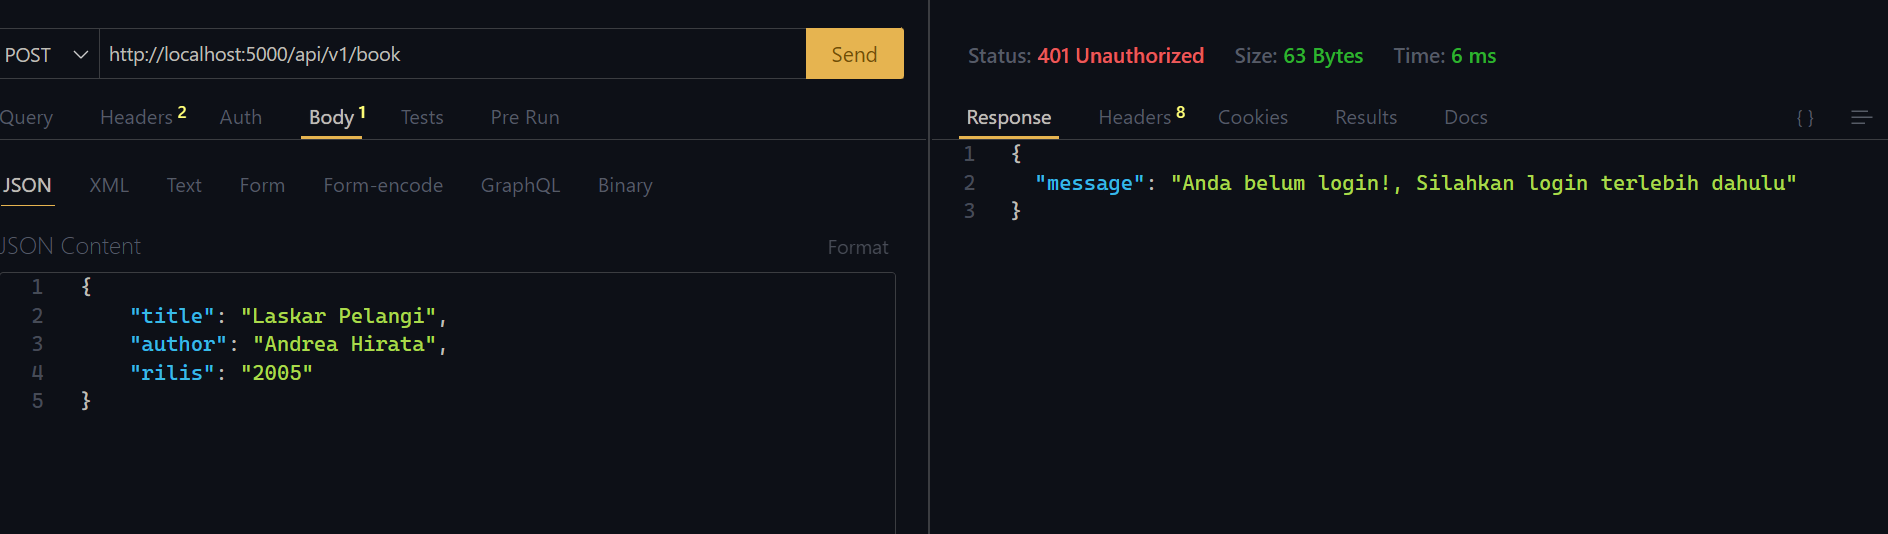 POST http://localhost:5000/api/v1/book Send
Query Headers 2 Auth Body 1 Tests Pre Run
JSON XML Text Form Form-encode GraphQL Binary
JSON Content Format
1 {
2 "title": "Laskar Pelangi",
3 "author": "Andrea Hirata",
4 "rilis": "2005"
5 }
Status: 401 Unauthorized Size: 63 Bytes Time: 6 ms
Response Headers 8 Cookies Results Docs { }
1 {
2 "message": "Anda belum login!, Silahkan login terlebih dahulu"
3 }